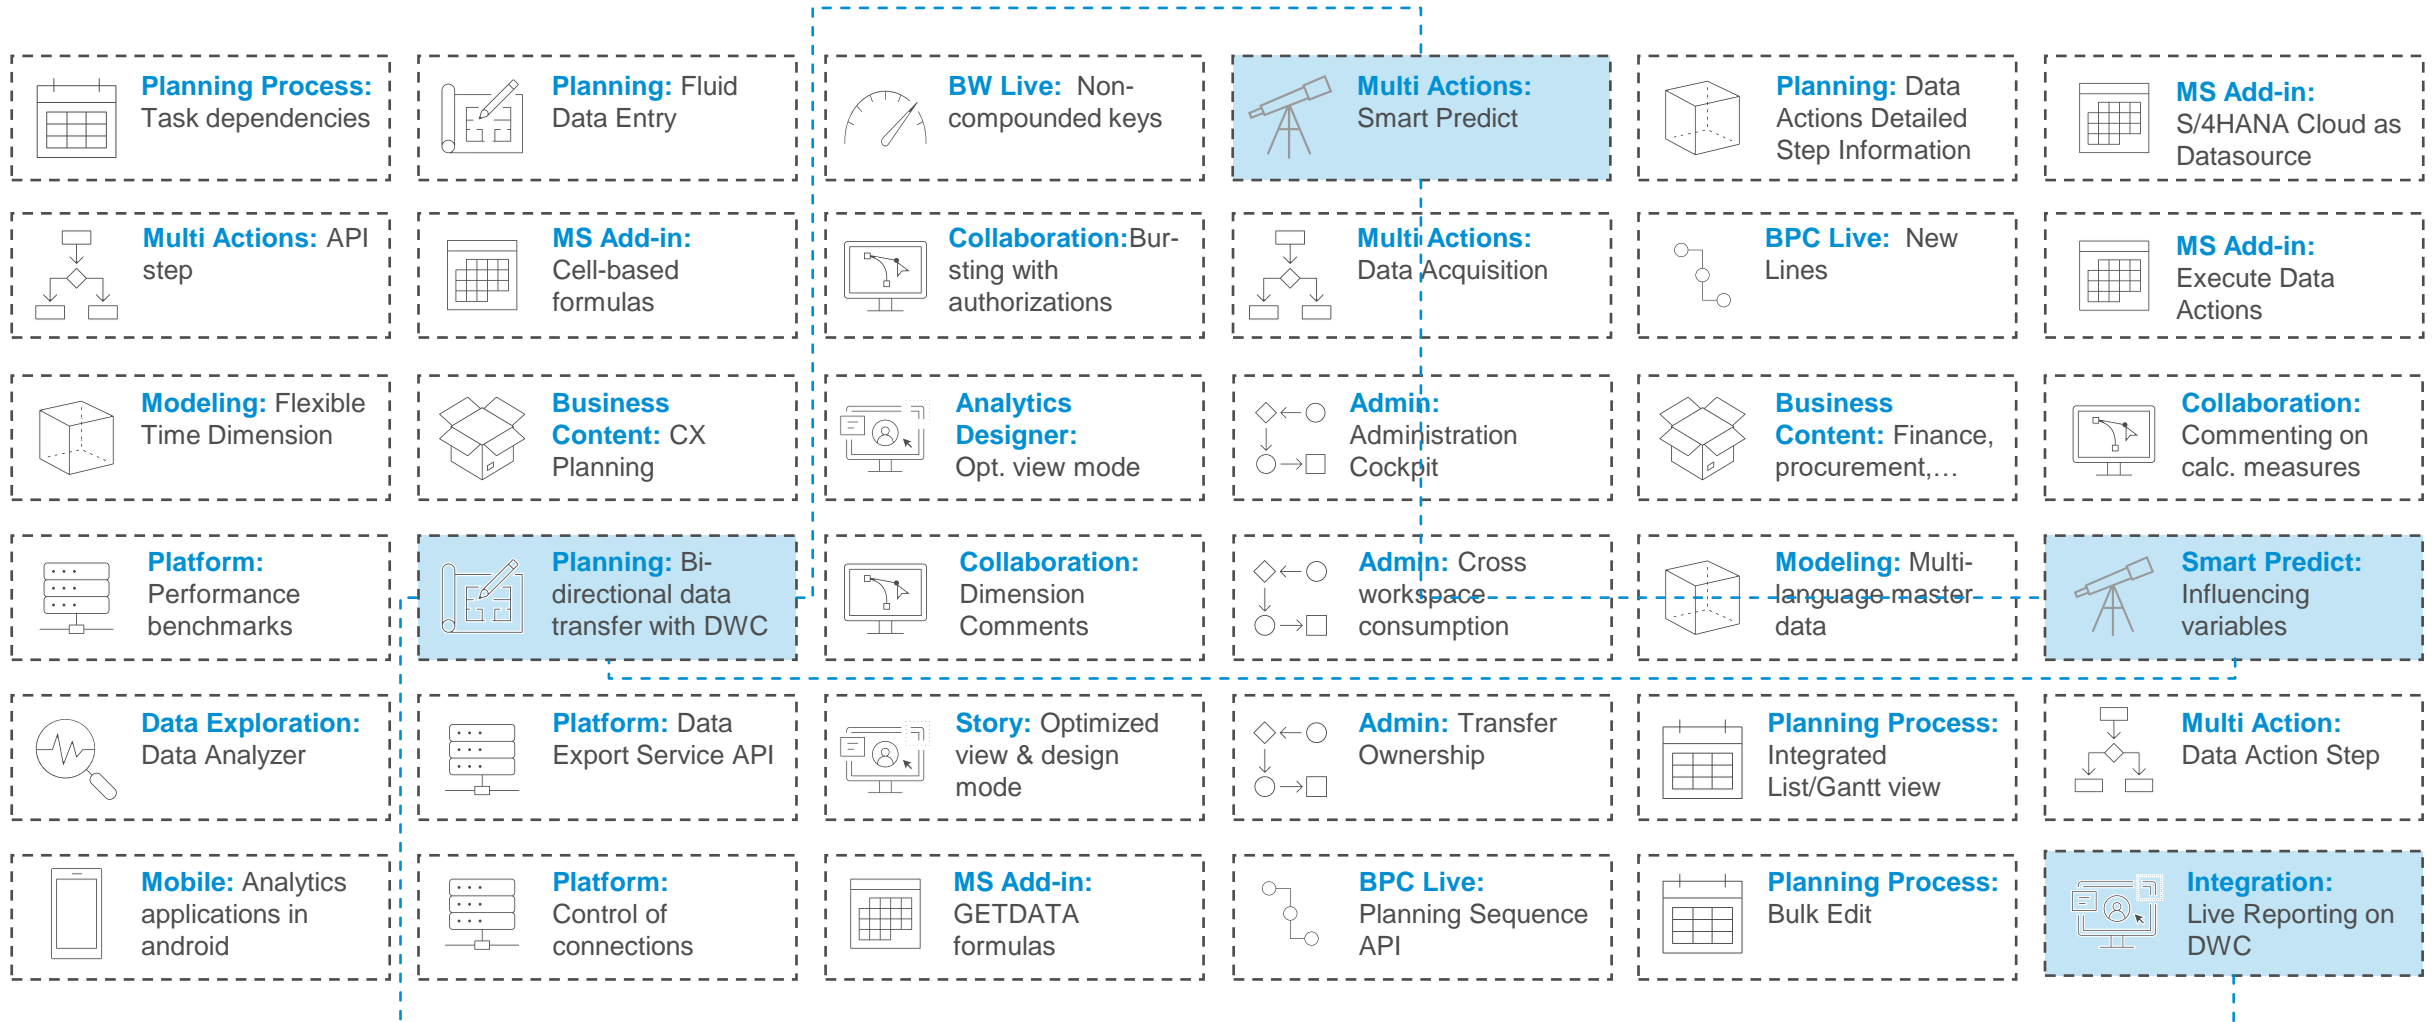 Planning Process:
Task dependencies
Planning: Fluid
Data Entry
BW Live: Non-
compounded keys
Multi Actions:
Smart Predict
Planning: Data
Actions Detailed
Step Information
MS Add-in:
S/4HANA Cloud as
Datasource
Multi Actions: API
step
MS Add-in:
Cell-based
formulas
Collaboration:Bur-
sting with
authorizations
Multi Actions:
Data Acquisition
BPC Live: New
Lines
MS Add-in:
Execute Data
Actions
Modeling: Flexible
Time Dimension
Business
Content: CX
Planning
Analytics
Designer:
Opt. view mode
Admin:
Administration
Cockpit
Business
Content: Finance,
procurement,…
Collaboration:
Commenting on
calc. measures
Platform:
Performance
benchmarks
Planning: Bi-
directional data
transfer with DWC
Collaboration:
Dimension
Comments
Admin: Cross
workspace
consumption
Modeling: Multi-
language master
data
Smart Predict:
Influencing
variables
Data Exploration:
Data Analyzer
Platform: Data
Export Service API
Story: Optimized
view & design
mode
Admin: Transfer
Ownership
Planning Process:
Integrated
List/Gantt view
Multi Action:
Data Action Step
Mobile: Analytics
applications in
android
Platform:
Control of
connections
MS Add-in:
GETDATA
formulas
BPC Live:
Planning Sequence
API
Planning Process:
Bulk Edit
Integration:
Live Reporting on
DWC